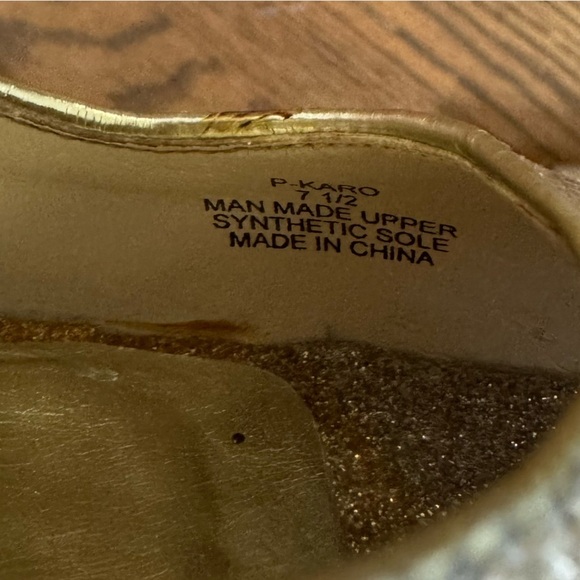 P-KARO
7 1/2
MAN MADE UPPER
SYNTHETIC SOLE
MADE IN CHINA